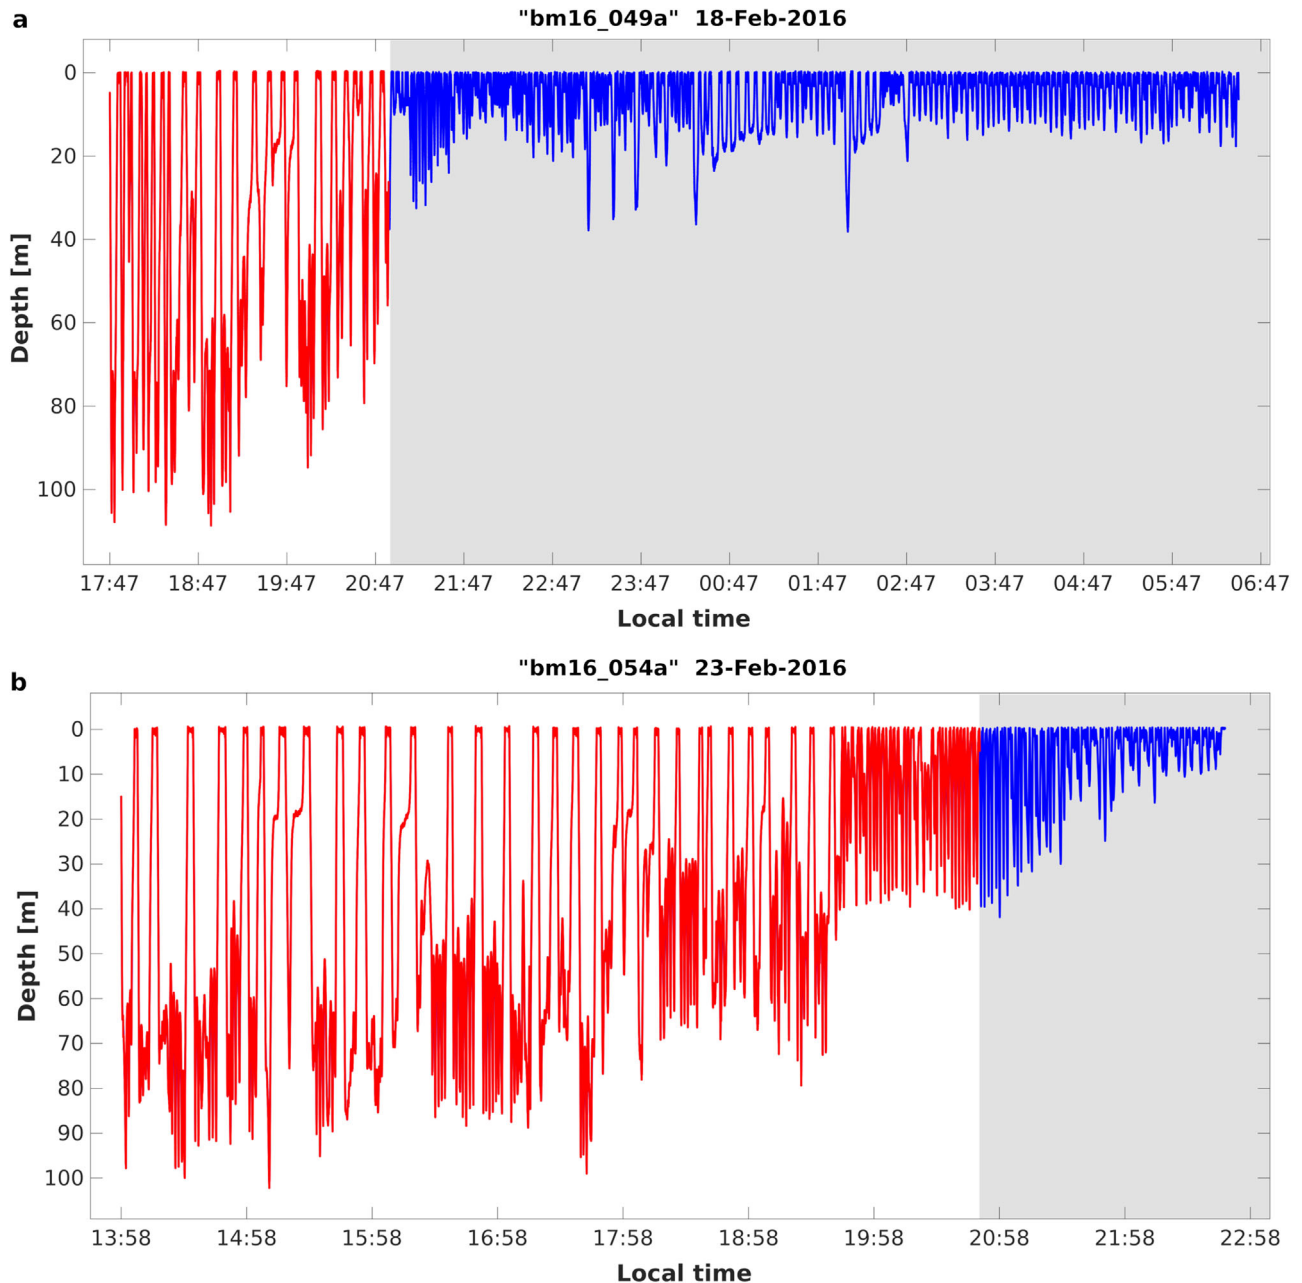 a
"bm16_049a" 18-Feb-2016
Depth [m]
0
20
40
60
80
100
17:47 18:47 19:47 20:47 21:47 22:47 23:47 00:47 01:47 02:47 03:47 04:47 05:47 06:47
Local time
b
"bm16_054a" 23-Feb-2016
Depth [m]
0
10
20
30
40
50
60
70
80
90
100
13:58 14:58 15:58 16:58 17:58 18:58 19:58 20:58 21:58 22:58
Local time